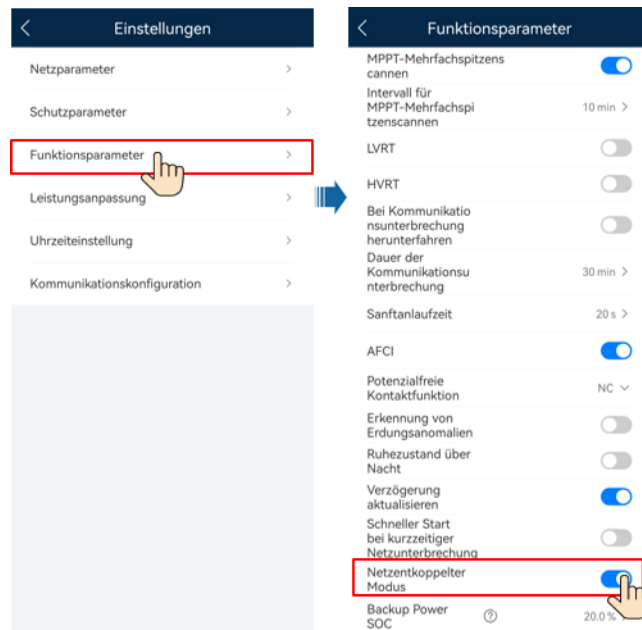 Einstellungen
Netzparameter
Schutzparameter
Funktionsparameter
Leistungsanpassung
Uhrzeiteinstellung
Kommunikationskonfiguration
Funktionsparameter
MPPT-Mehrfachspitzens
cannen
Intervall für
MPPT-Mehrfachspi
tzenscannen
10 min
LVRT
HVRT
Bei Kommunikatio
nsunterbrechung
herunterfahren
Dauer der
Kommunikationsu
nterbrechung
30 min
Sanftanlaufzeit
20 s
AFCI
Potenzialfreie
Kontaktfunktion
NC
Erkennung von
Erdungsanomalien
Ruhezustand über
Nacht
Verzögerung
aktualisieren
Schneller Start
bei kurzzeitiger
Netzunterbrechung
Netzentkoppelter
Modus
Backup Power
SOC
20.0 %